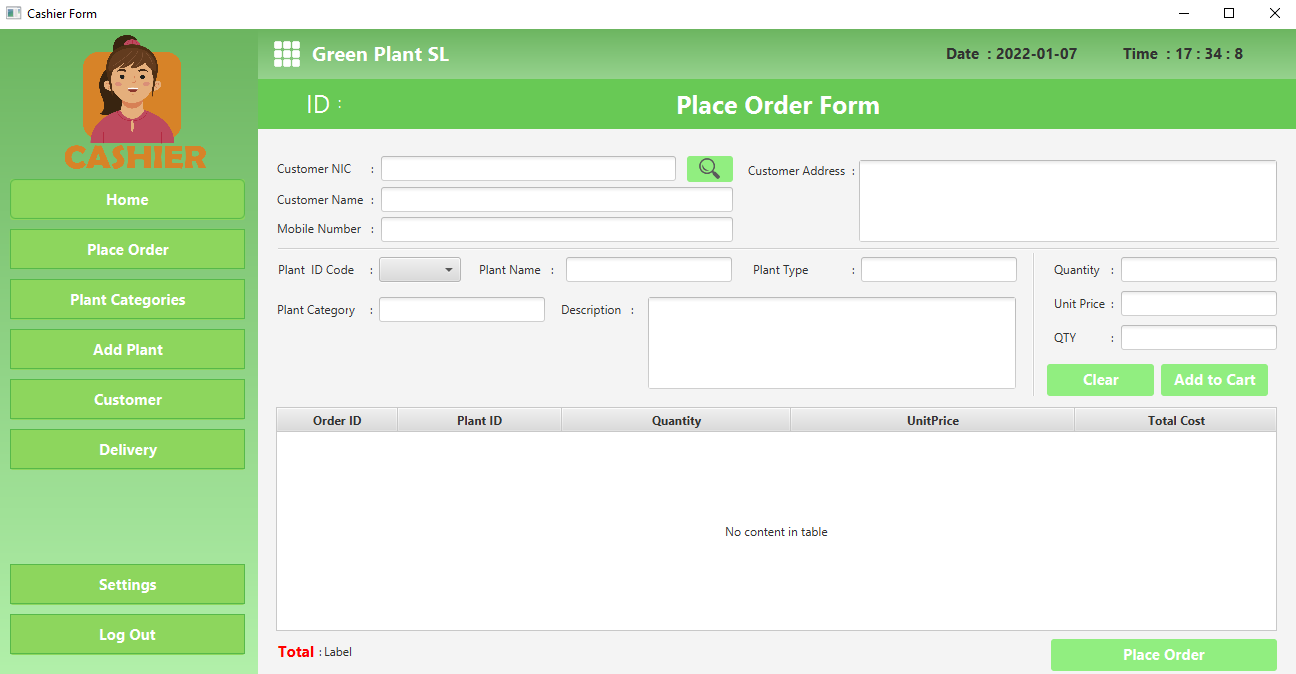 Cashier Form
CASHIER
Home
Place Order
Plant Categories
Add Plant
Customer
Delivery
Settings
Log Out
Green Plant SL
Date : 2022-01-07 Time : 17 : 34 : 8
ID : Place Order Form
Customer NIC :
Customer Name :
Mobile Number :
Customer Address :
Plant ID Code : Plant Name : Plant Type :
Plant Category : Description :
Quantity :
Unit Price :
QTY :
Clear Add to Cart
Order ID Plant ID Quantity UnitPrice Total Cost
No content in table
Total : Label
Place Order